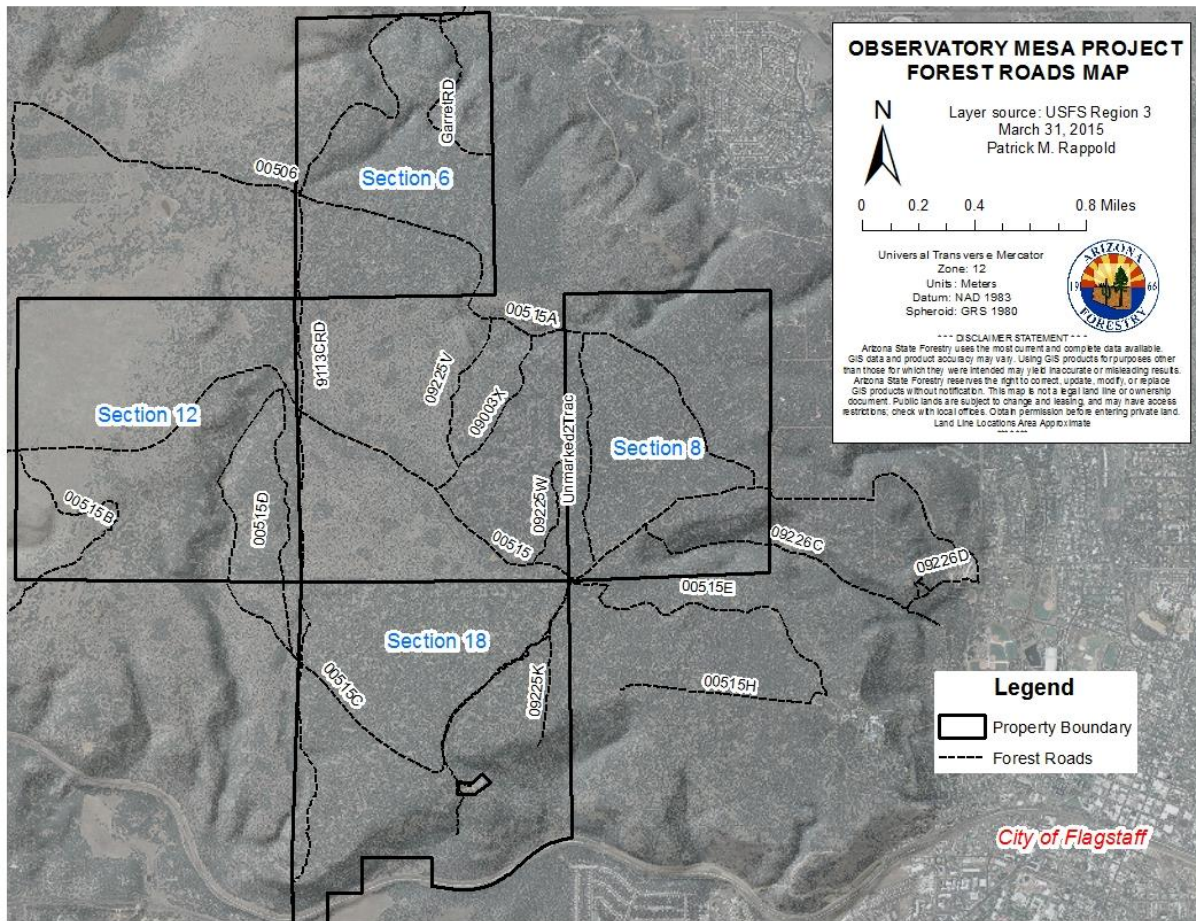 OBSERVATORY MESA PROJECT
FOREST ROADS MAP
N
Layer source: USFS Region 3
March 31, 2015
Patrick M. Rappold
0 0.2 0.4 0.8 Miles
Universal Transverse Mercator
Zone: 12
Units: Meters
Datum: NAD 1983
Spheroid: GRS 1980
ARIZONA
19 66
FORESTRY
--- DISCLAIMER STATEMENT ---
Arizona State Forestry uses the most current and complete data available.
GIS data and product accuracy may vary. Using GIS products for purposes other
than those for which they were intended may yield inaccurate or misleading results.
Arizona State Forestry reserves the right to correct, update, modify, or replace
GIS products without notification. This map is not a legal land line or ownership
document. Public lands are subject to change and leasing, and may have access
restrictions; check with local offices. Obtain permission before entering private land.
Land Line Locations Area Approximate
GarretRD
00506
Section 6
00515A
9113CRD
09225V
09003X
Section 12
Unmarked2Trac
Section 8
00515B
00515D
09225W
00515
09226C
09226D
00515E
Section 18
00515C
09225K
00515H
Legend
Property Boundary
Forest Roads
City of Flagstaff